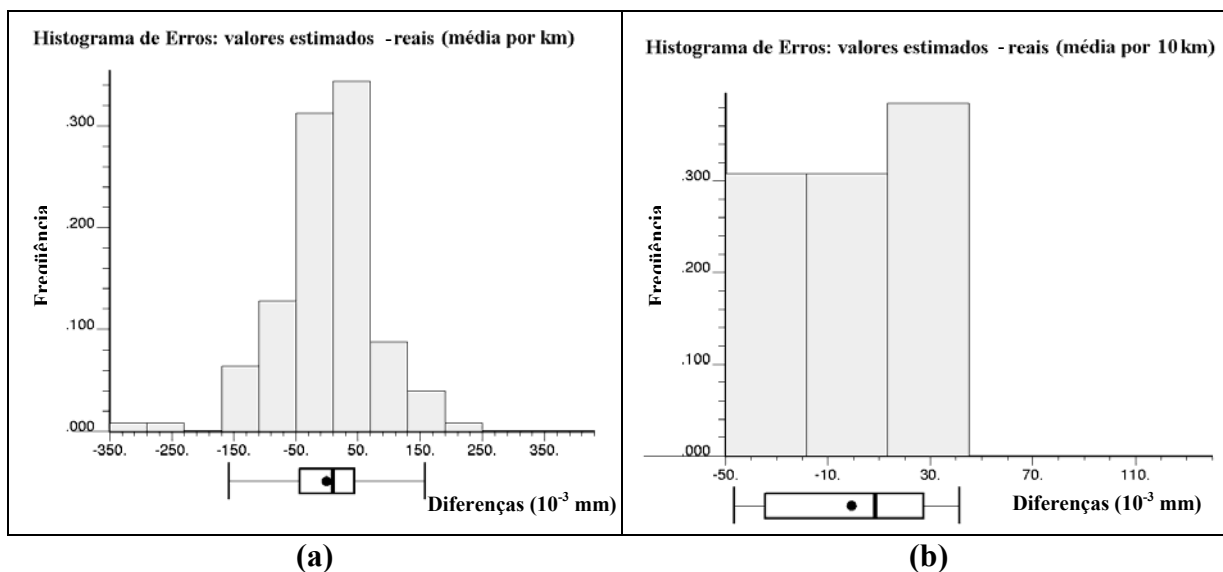 Histograma de Erros: valores estimados - reais (média por km)
Freqüência
.300
.200
.100
.000
-350. -250. -150. -50. 50. 150. 250. 350.
Diferenças (10⁻³ mm)
(a)
Histograma de Erros: valores estimados - reais (média por 10 km)
Freqüência
.300
.200
.100
.000
-50. -10. 30. 70. 110.
Diferenças (10⁻³ mm)
(b)